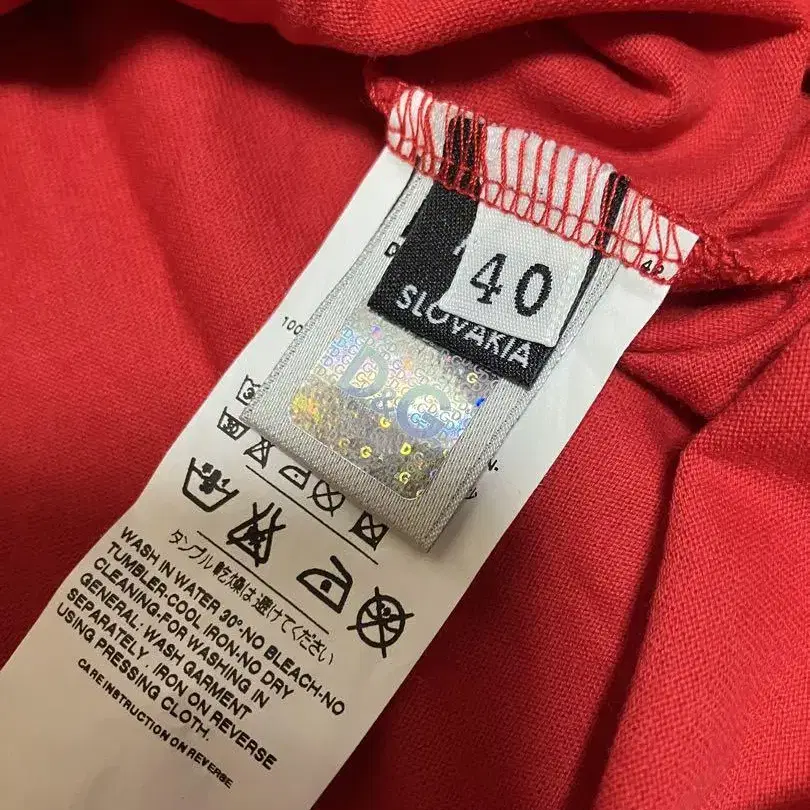 40
SLOVAKIA
D&G
100
タンブル乾燥は避けてください
WASH IN WATER 30°-NO BLEACH-NO
TUMBLER-COOL IRON-NO DRY
CLEANING-FOR WASHING IN
GENERAL: WASH GARMENT
SEPARATELY. IRON ON REVERSE
USING PRESSING CLOTH.
CARE INSTRUCTION ON REVERSE